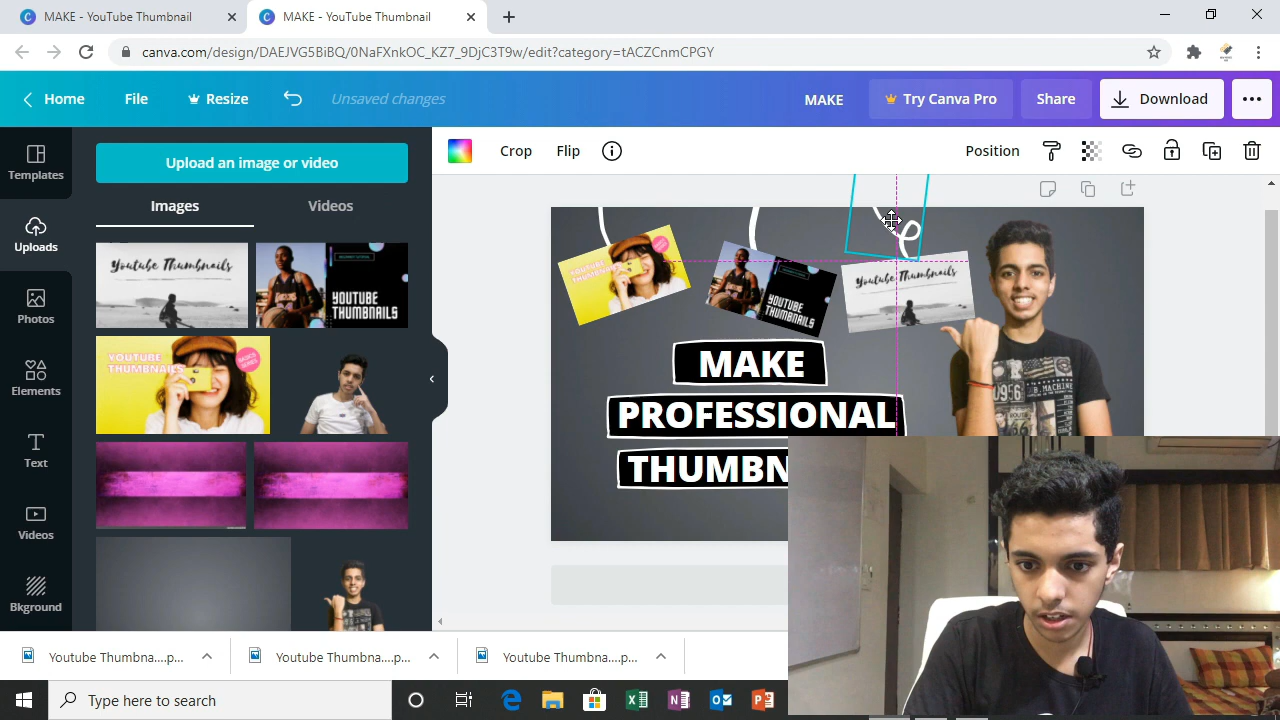 MAKE - YouTube Thumbnail
MAKE - YouTube Thumbnail
canva.com/design/DAEJVG5BiBQ/0NaFXnkOC_KZ7_9DjC3T9w/edit?category=tACZCnmCPGY
Home File Resize Unsaved changes MAKE Try Canva Pro Share Download
Templates
Uploads
Photos
Elements
Text
Videos
Bkground
Upload an image or video
Images Videos
Youtube Thumbnails
YOUTUBE
THUMBNAILS
YOUTUBE
THUMBNAILS
Crop Flip Position
YOUTUBE
THUMBNAILS
YOUTUBE
THUMBNAILS
Youtube Thumbnails
MAKE
PROFESSIONAL
THUMBN
B.MACHINE
Youtube Thumbna....p...
Youtube Thumbna....p...
Youtube Thumbna....p...
Type here to search